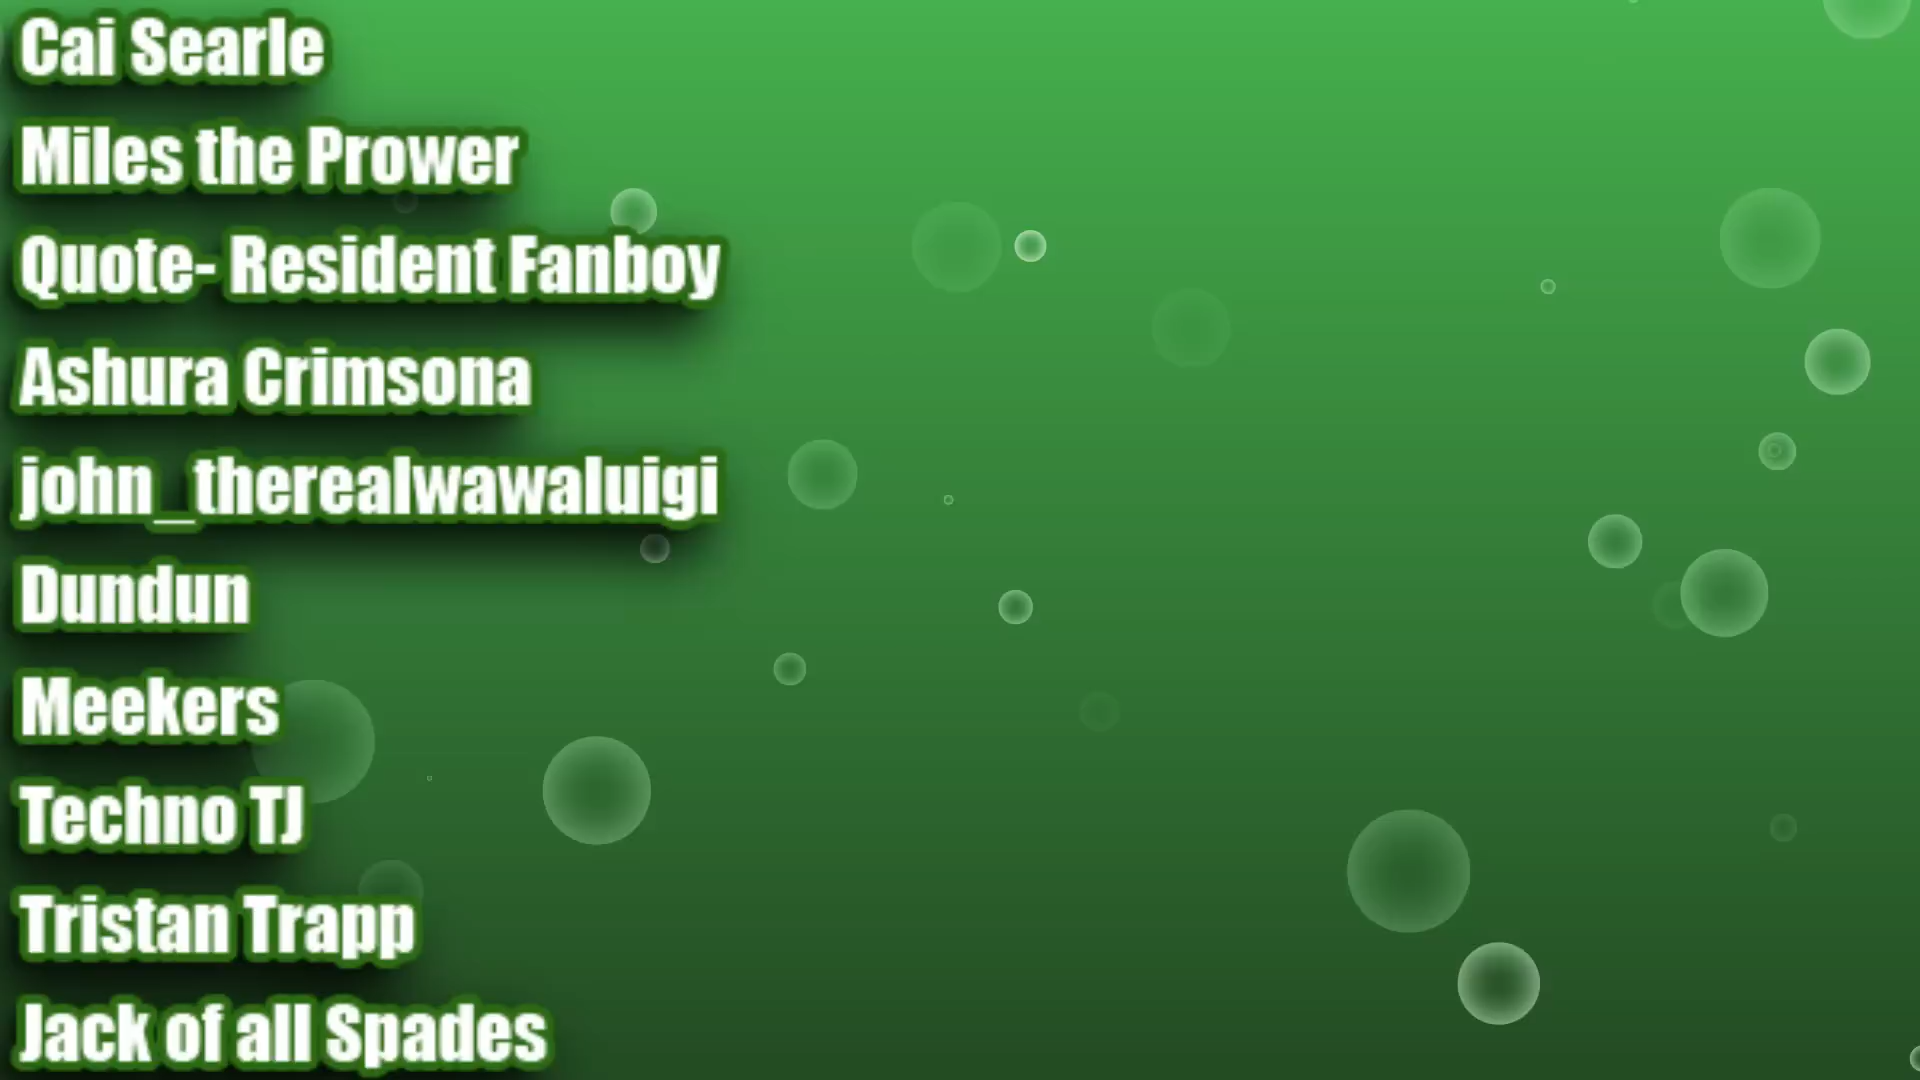 Cai Searle
Miles the Prower
Quote- Resident Fanboy
Ashura Crimsona
john_therealwawaluigi
Dundun
Meekers
Techno TJ
Tristan Trapp
Jack of all Spades